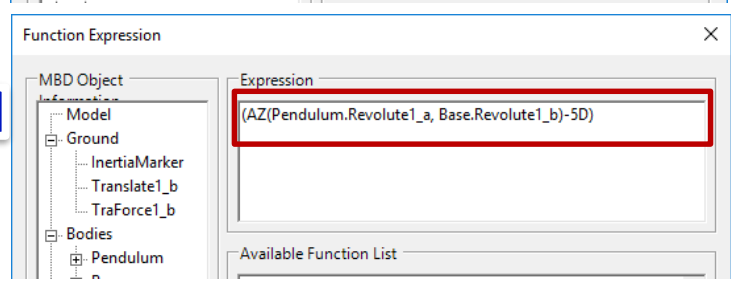 Function Expression
MBD Object
Information
Expression
Model
Ground
InertiaMarker
Translate1_b
TraForce1_b
Bodies
Pendulum
(AZ(Pendulum.Revolute1_a, Base.Revolute1_b)-5D)
Available Function List